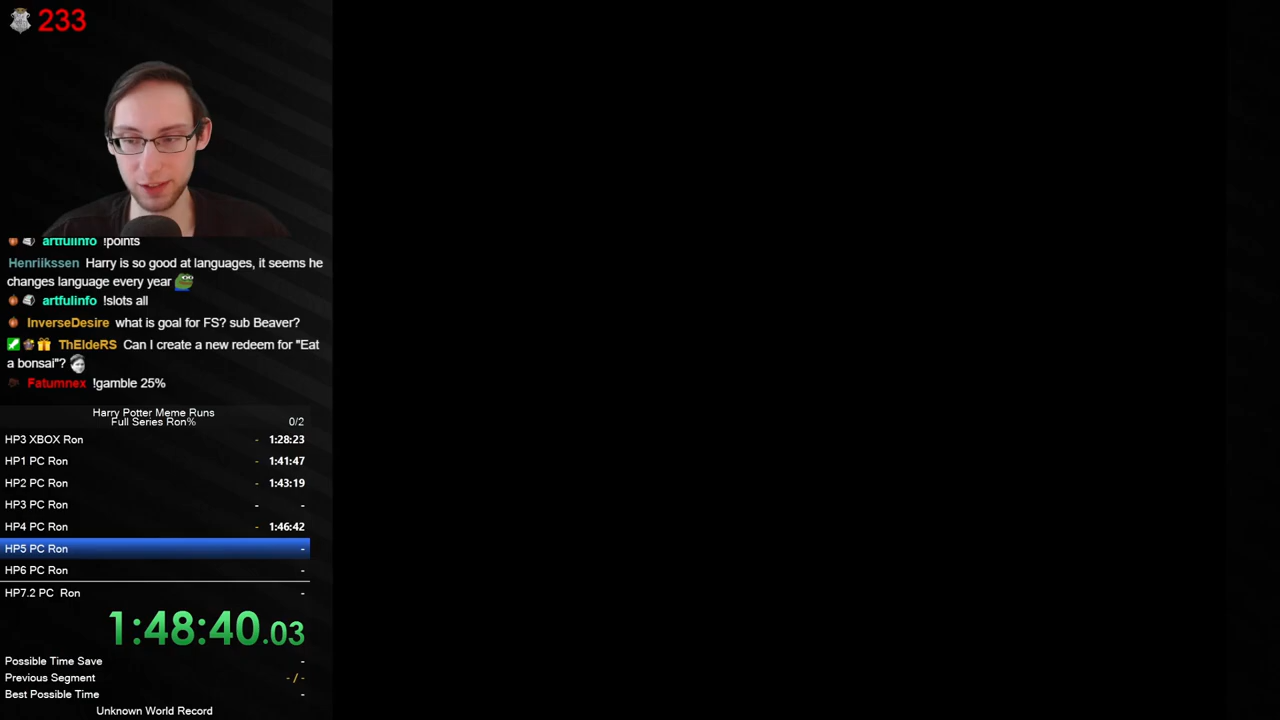 233
artfulinfo !points
Henriikssen Harry is so good at languages, it seems he
changes language every year
artfulinfo !slots all
InverseDesire what is goal for FS? sub Beaver?
ThEldeRS Can I create a new redeem for "Eat
a bonsai"?
Fatumnex !gamble 25%
Harry Potter Meme Runs
Full Series Ron% 0/2
HP3 XBOX Ron - 1:28:23
HP1 PC Ron - 1:41:47
HP2 PC Ron - 1:43:19
HP3 PC Ron - -
HP4 PC Ron - 1:46:42
HP5 PC Ron -
HP6 PC Ron -
HP7.2 PC Ron -
1:48:40.03
Possible Time Save -
Previous Segment - / -
Best Possible Time -
Unknown World Record